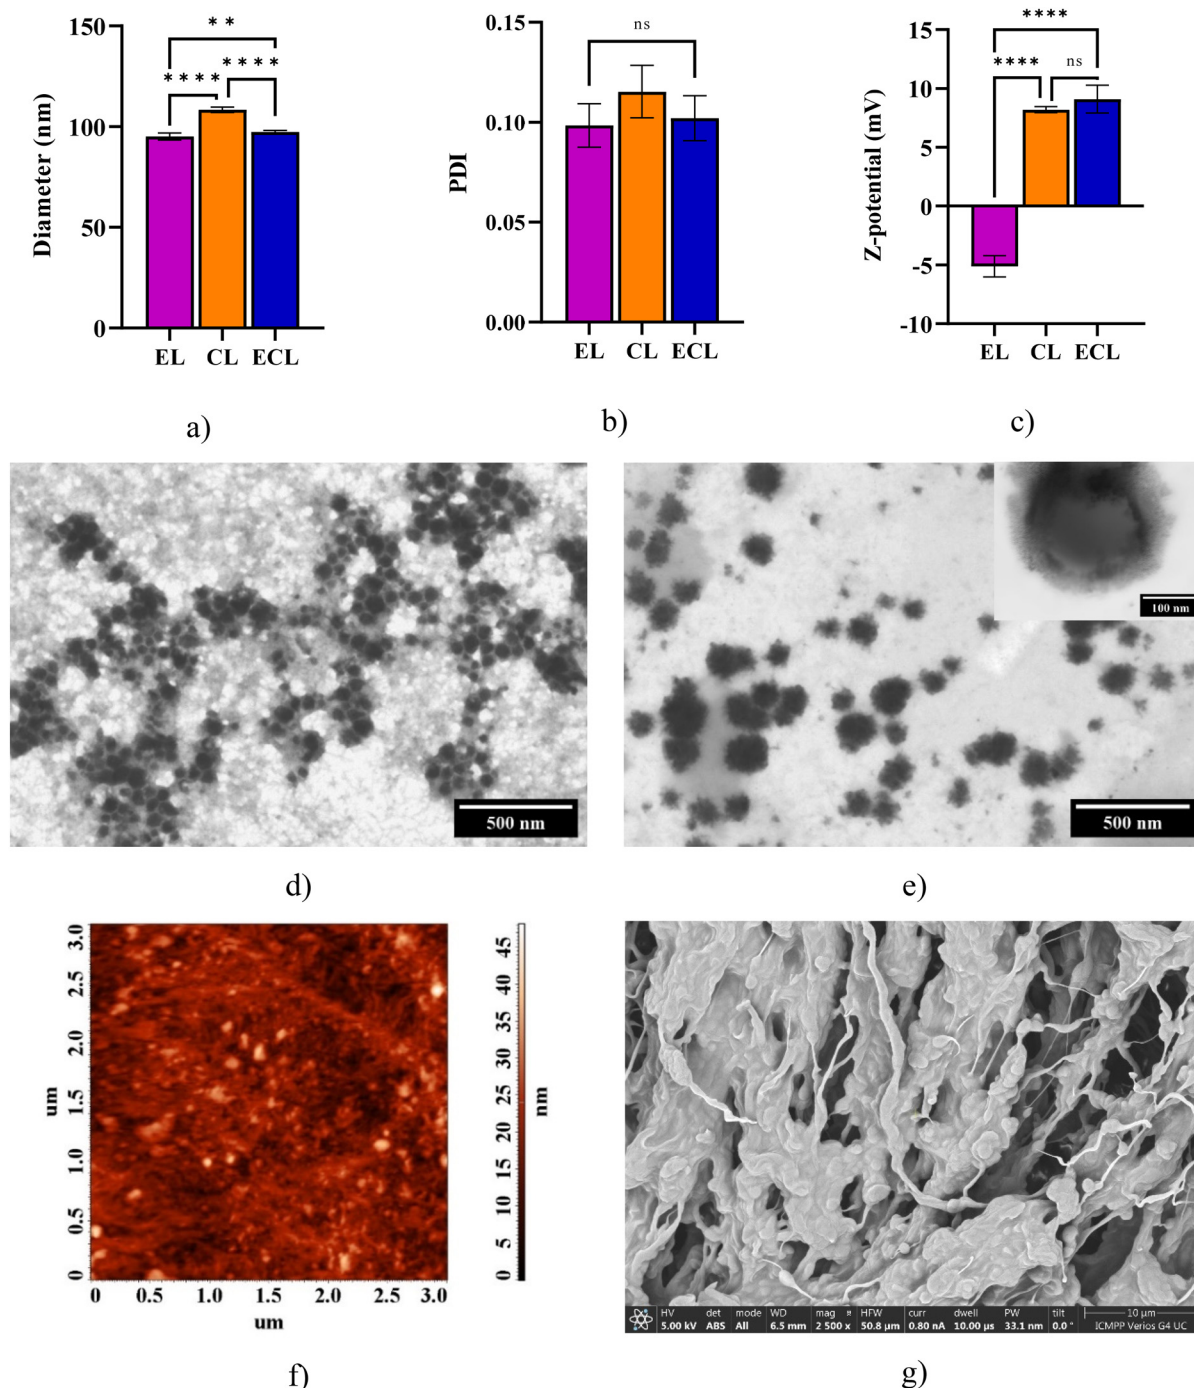 150
100
50
0
Diameter (nm)
* *
* * * *
* * * *
EL CL ECL
a)
0.15
0.10
0.05
0.00
PDI
ns
EL CL ECL
b)
15
10
5
0
-5
-10
Z-potential (mV)
****
****
ns
EL CL ECL
c)
500 nm
d)
100 nm
500 nm
e)
3.0
2.5
2.0
1.5
1.0
0.5
0
um
0 0.5 1.0 1.5 2.0 2.5 3.0
um
45
40
35
30
25
20
15
10
5
0
nm
f)
HV det mode WD mag HFW curr dwell PW tilt 10 µm
5.00 kV ABS All 6.5 mm 2 500 x 50.8 µm 0.80 nA 10.00 µs 33.1 nm 0.0 ° ICMPP Verios G4 UC
g)